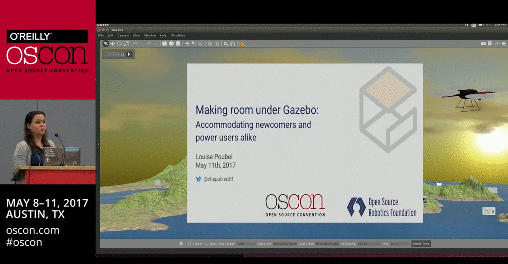 O'REILLY
OSCON
OPEN SOURCE CONVENTION
MAY 8–11, 2017
AUSTIN, TX
oscon.com
#oscon
Making room under Gazebo:
Accommodating newcomers and
power users alike
Louise Poubel
May 11th, 2017
OSCON
OPEN SOURCE CONVENTION
Open Source
Robotics Foundation